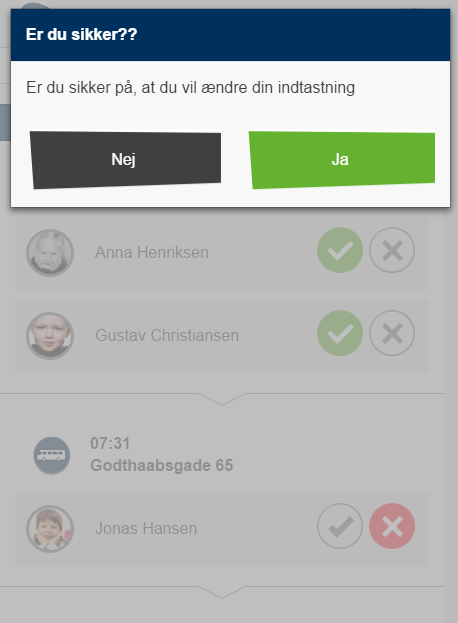 Er du sikker??
Er du sikker på, at du vil ændre din indtastning
Nej
Ja
Anna Henriksen
Gustav Christiansen
07:31
Godthaabsgade 65
Jonas Hansen